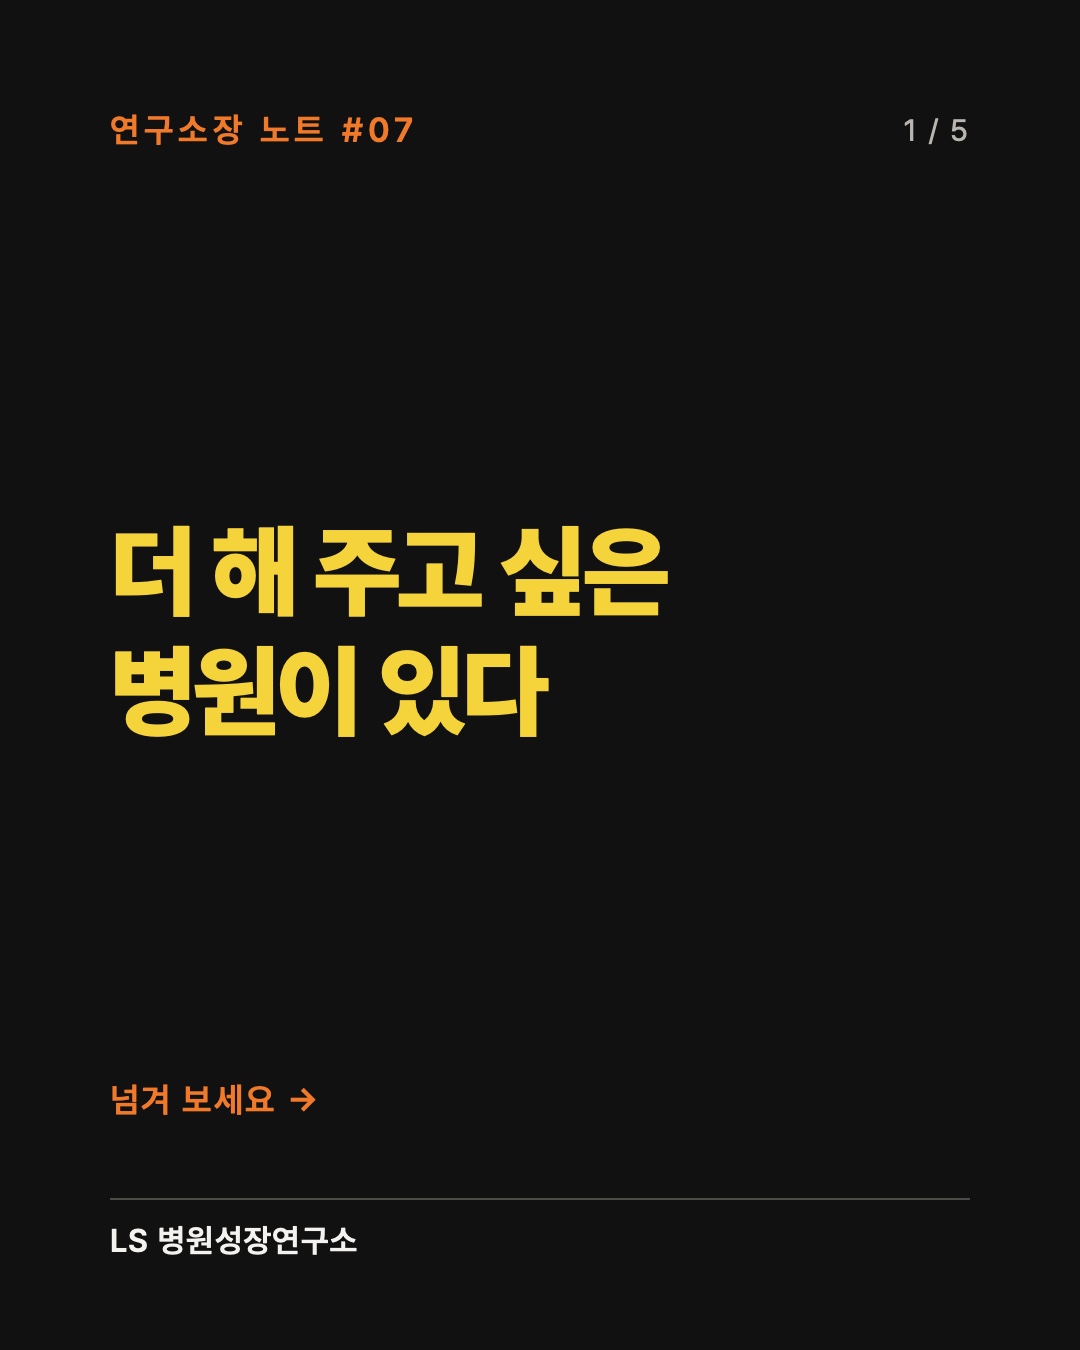 연구소장 노트 #07
1 / 5
더 해 주고 싶은
병원이 있다
넘겨 보세요 →
LS 병원성장연구소